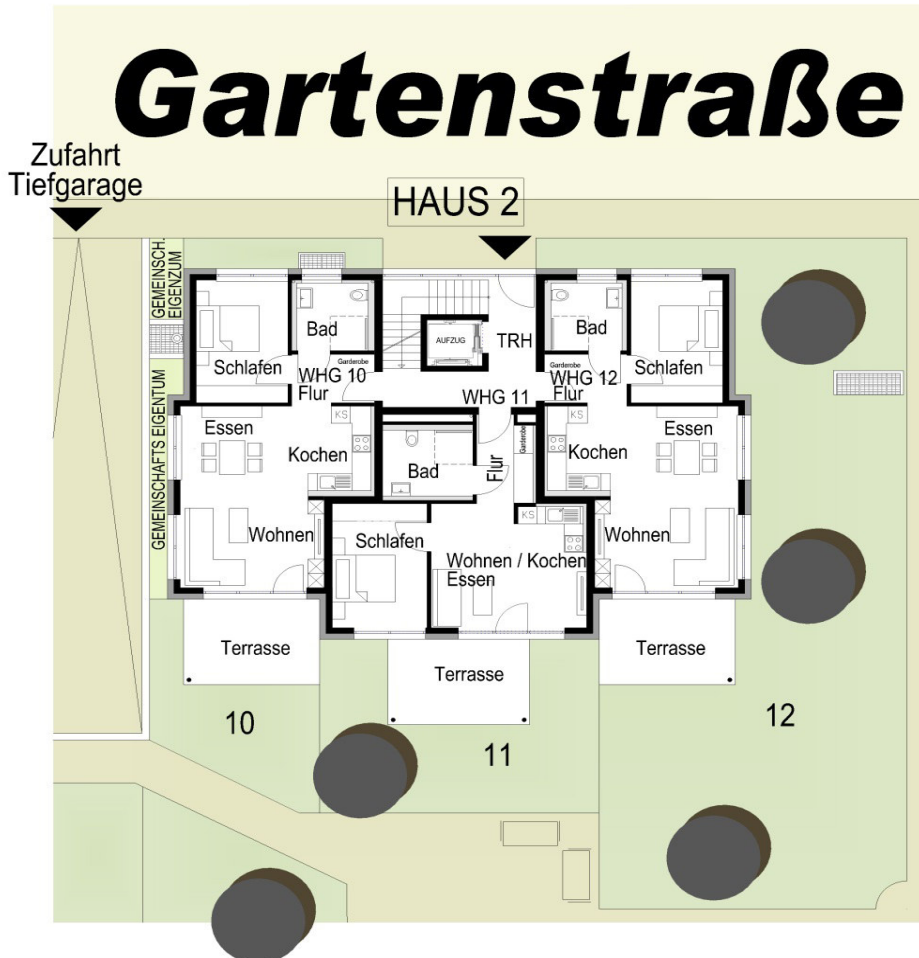 Gartenstraße
Zufahrt
Tiefgarage
HAUS 2
GEMEINSCH.
EIGENZUM
GEMEINSCHAFTS EIGENTUM
Bad
Schlafen
Garderobe
WHG 10
Flur
AUFZUG
TRH
WHG 11
Bad
Schlafen
Garderobe
WHG 12
Flur
Essen
Kochen
KS
Wohnen
Bad
Flur
Garderobe
Schlafen
KS
Wohnen / Kochen
Essen
KS
Kochen
Essen
Wohnen
Terrasse
Terrasse
Terrasse
10
11
12